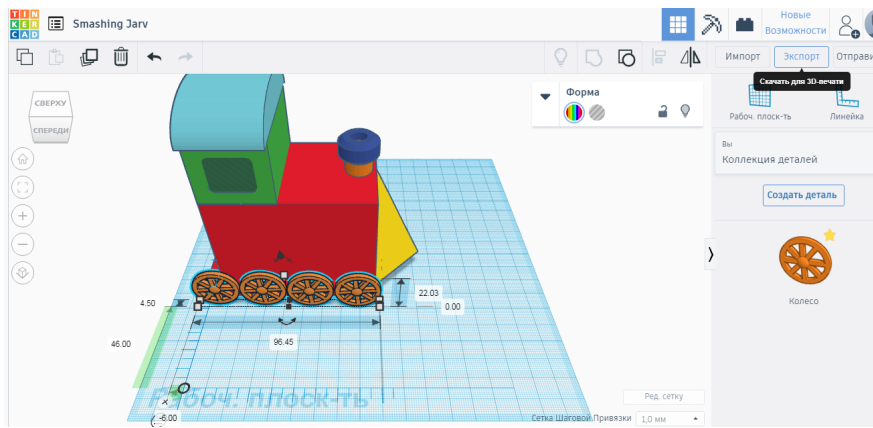 TIN
KER
CAD
Smashing Jarv
Новые
Возможности
Импорт
Экспорт
Отправи
Скачать для 3D-печати
Форма
СВЕРХУ
СПЕРЕДИ
Рабоч. плоск-ть
Линейка
Вы
Коллекция деталей
Создать деталь
Колесо
4.50
22.03
0.00
46.00
96.45
Рабоч. плоск-ть
-6.00
Ред. сетку
Сетка Шаговой Привязки
1,0 мм